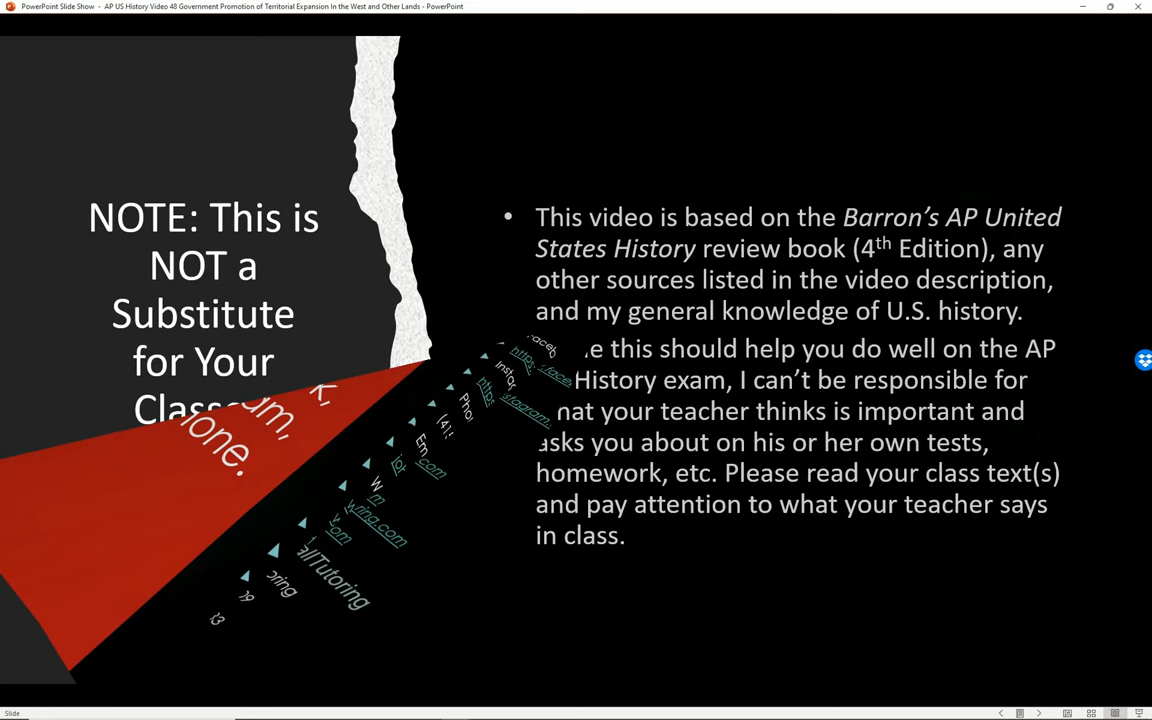 PowerPoint Slide Show - AP US History Video 48 Government Promotion of Territorial Expansion In the West and Other Lands - PowerPoint
NOTE: This is
NOT a
Substitute
for Your
• This video is based on the Barron's AP United
States History review book (4th Edition), any
other sources listed in the video description,
and my general knowledge of U.S. history.
this should help you do well on the AP
History exam, I can't be responsible for
your teacher thinks is important and
asks you about on his or her own tests,
homework, etc. Please read your class text(s)
and pay attention to what your teacher says
in class.
Slide